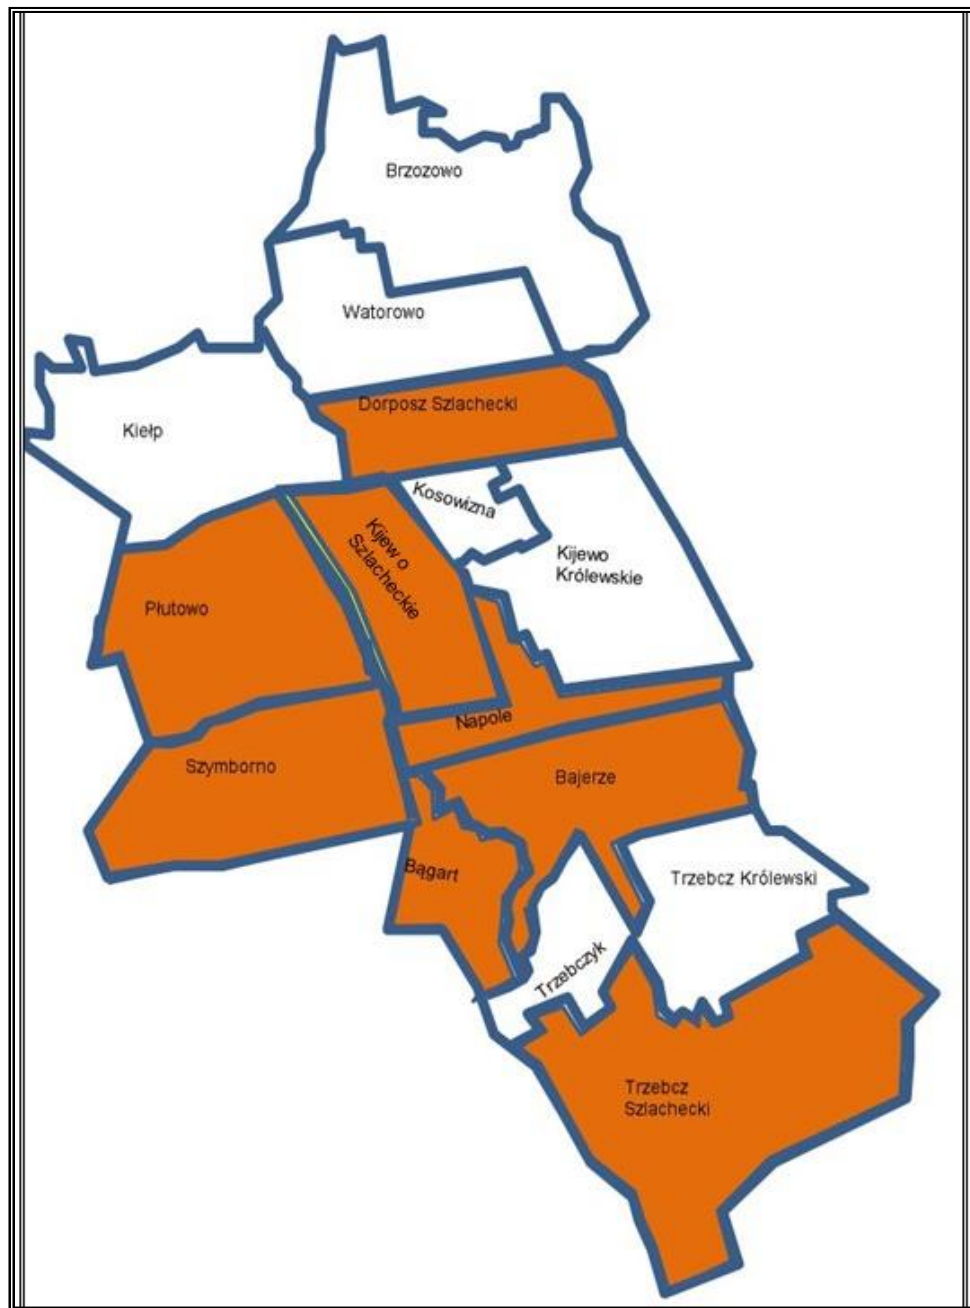 Brzozowo
Watorowo
Dorposz Szlachecki
Kiełp
Kosowizna
Kijew o
Szlacheckie
Kijewo
Królewskie
Płutowo
Napole
Szymborno
Bajerze
Bągart
Trzebcz Królewski
Trzebczyk
Trzebcz
Szlachecki